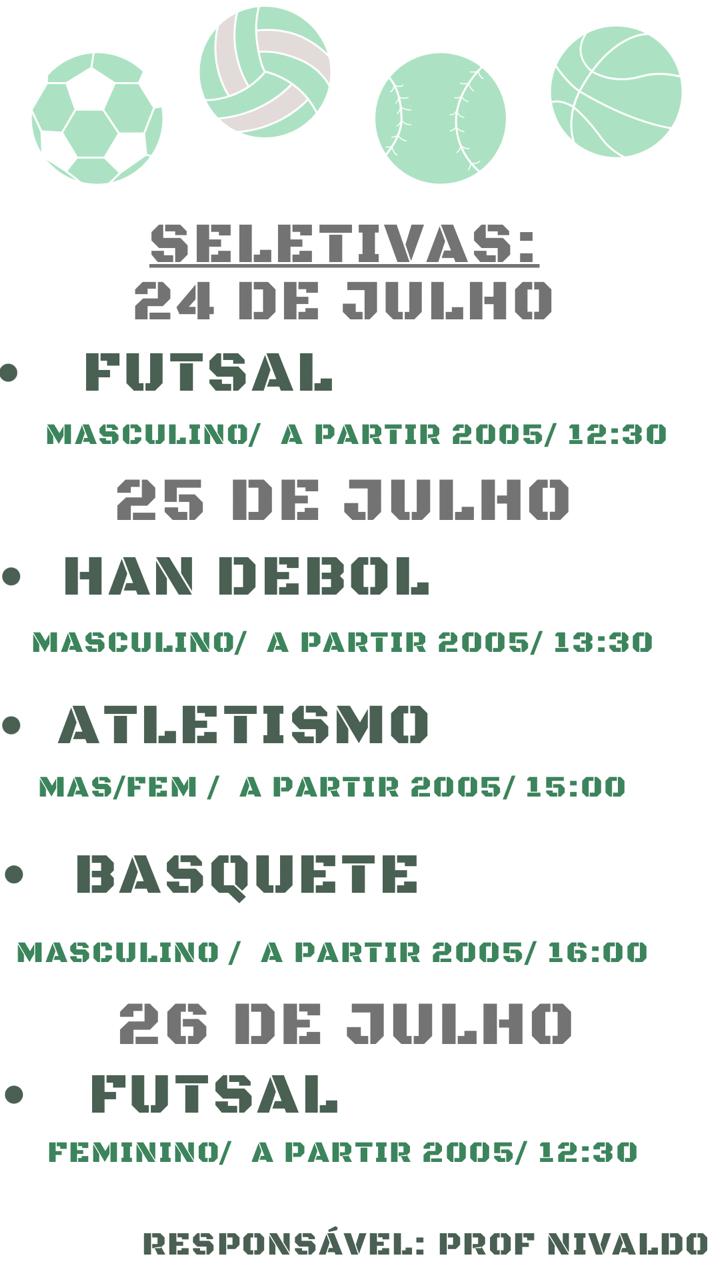 SELETIVAS:
24 DE JULHO
• FUTSAL
MASCULINO/ A PARTIR 2005/ 12:30
25 DE JULHO
• HAN DEBOL
MASCULINO/ A PARTIR 2005/ 13:30
• ATLETISMO
MAS/FEM / A PARTIR 2005/ 15:00
• BASQUETE
MASCULINO / A PARTIR 2005/ 16:00
26 DE JULHO
• FUTSAL
FEMININO/ A PARTIR 2005/ 12:30
RESPONSÁVEL: PROF NIVALDO